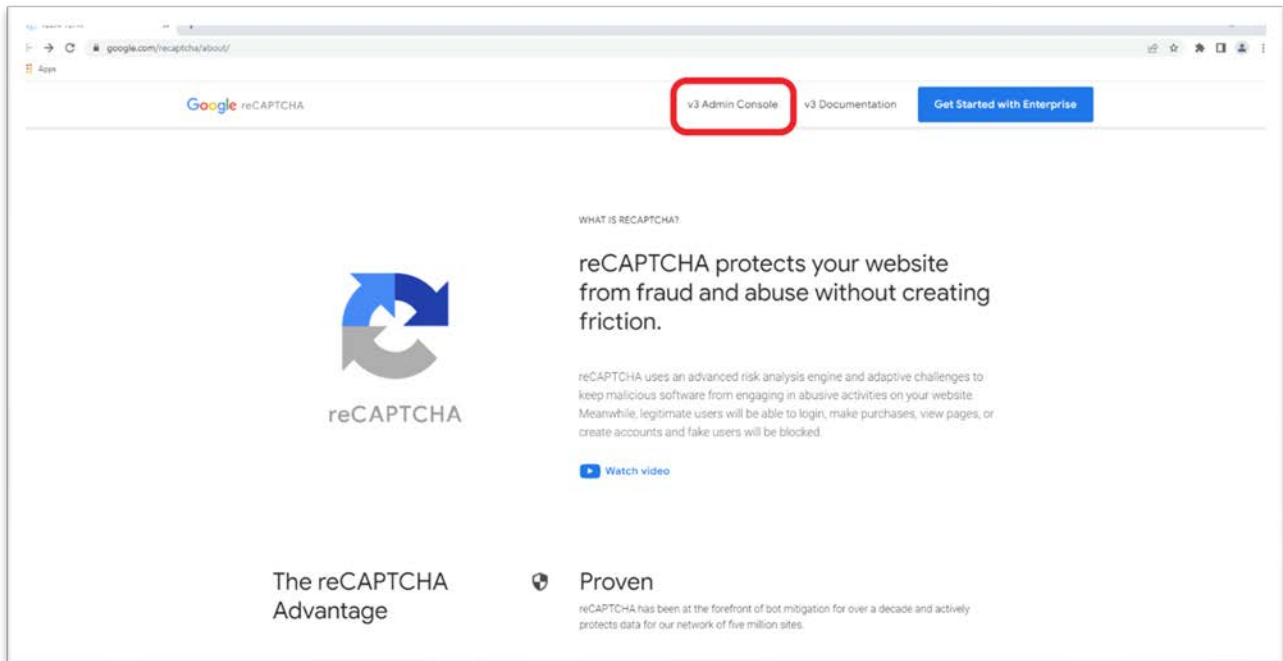 google.com/recaptcha/about/
Apps
Google reCAPTCHA
v3 Admin Console
v3 Documentation
Get Started with Enterprise
WHAT IS RECAPTCHA?
reCAPTCHA protects your website
from fraud and abuse without creating
friction.
reCAPTCHA uses an advanced risk analysis engine and adaptive challenges to
keep malicious software from engaging in abusive activities on your website.
Meanwhile, legitimate users will be able to login, make purchases, view pages, or
create accounts and fake users will be blocked.
reCAPTCHA
Watch video
The reCAPTCHA
Advantage
Proven
reCAPTCHA has been at the forefront of bot mitigation for over a decade and actively
protects data for our network of five million sites.